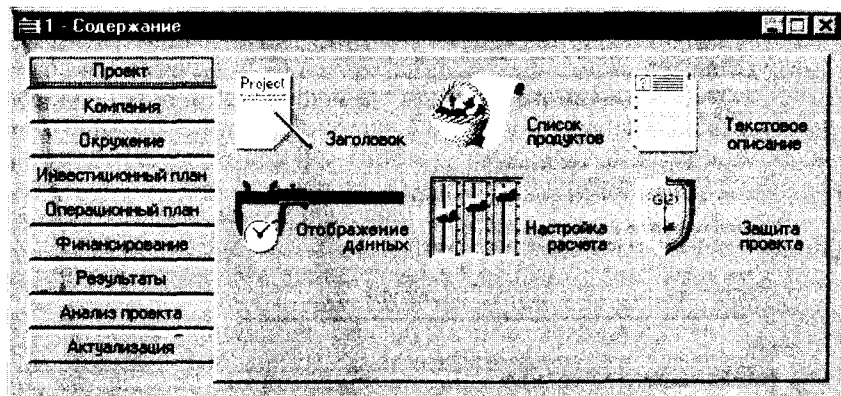 1 - Содержание
Проект
Компания
Окружение
Инвестиционный план
Операционный план
Финансирование
Результаты
Анализ проекта
Актуализация
Project
Заголовок
Список
продуктов
Текстовое
описание
Отображение
данных
Настройка
расчета
Защита
проекта